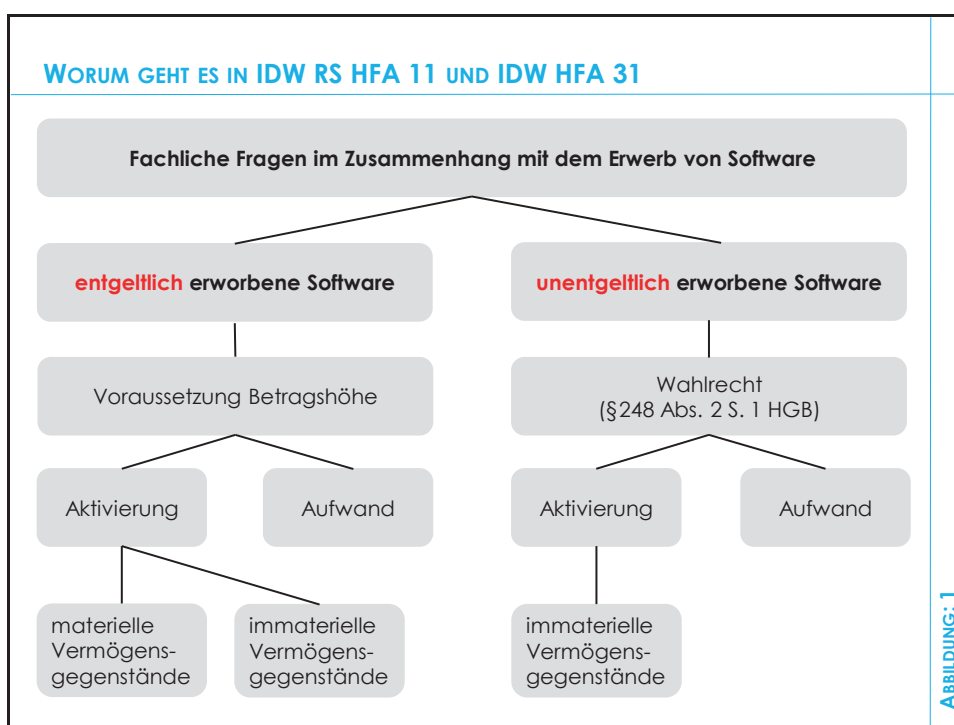 WORUM GEHT ES IN IDW RS HFA 11 UND IDW HFA 31
Fachliche Fragen im Zusammenhang mit dem Erwerb von Software
entgeltlich erworbene Software
unentgeltlich erworbene Software
Voraussetzung Betragshöhe
Wahlrecht
(§248 Abs. 2 S. 1 HGB)
Aktivierung
Aufwand
Aktivierung
Aufwand
materielle
Vermögens-
gegenstände
immaterielle
Vermögens-
gegenstände
immaterielle
Vermögens-
gegenstände
ABBILDUNG: 1